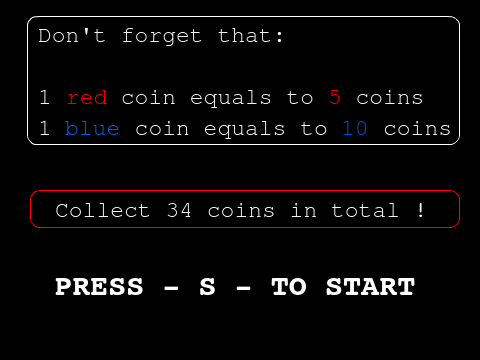 Don't forget that:
1 red coin equals to 5 coins
1 blue coin equals to 10 coins
Collect 34 coins in total !
PRESS - S - TO START